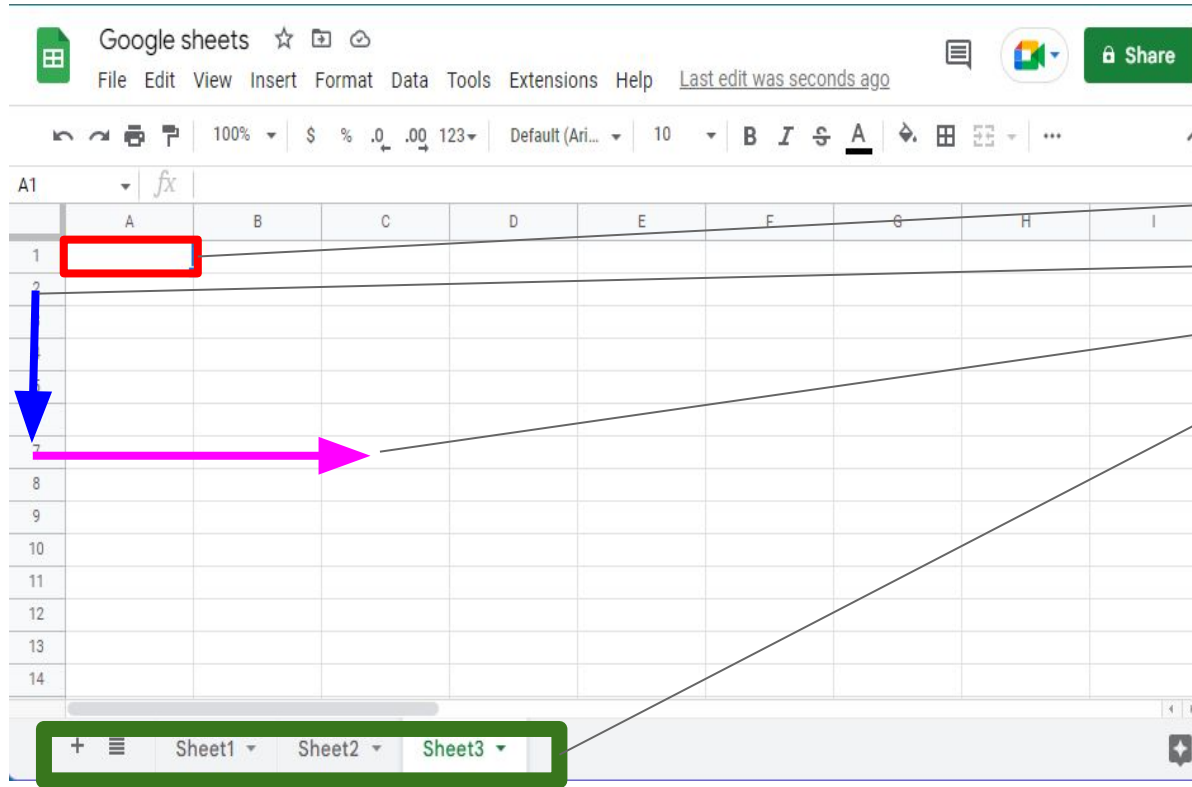 Google sheets
File Edit View Insert Format Data Tools Extensions Help Last edit was seconds ago
Share
100% $ % .0 .00 123 Default (Ari... 10 B I S A ...
A1 fx
A B C D E F G H I
1
2
5
7
8
9
10
11
12
13
14
+ Sheet1 Sheet2 Sheet3